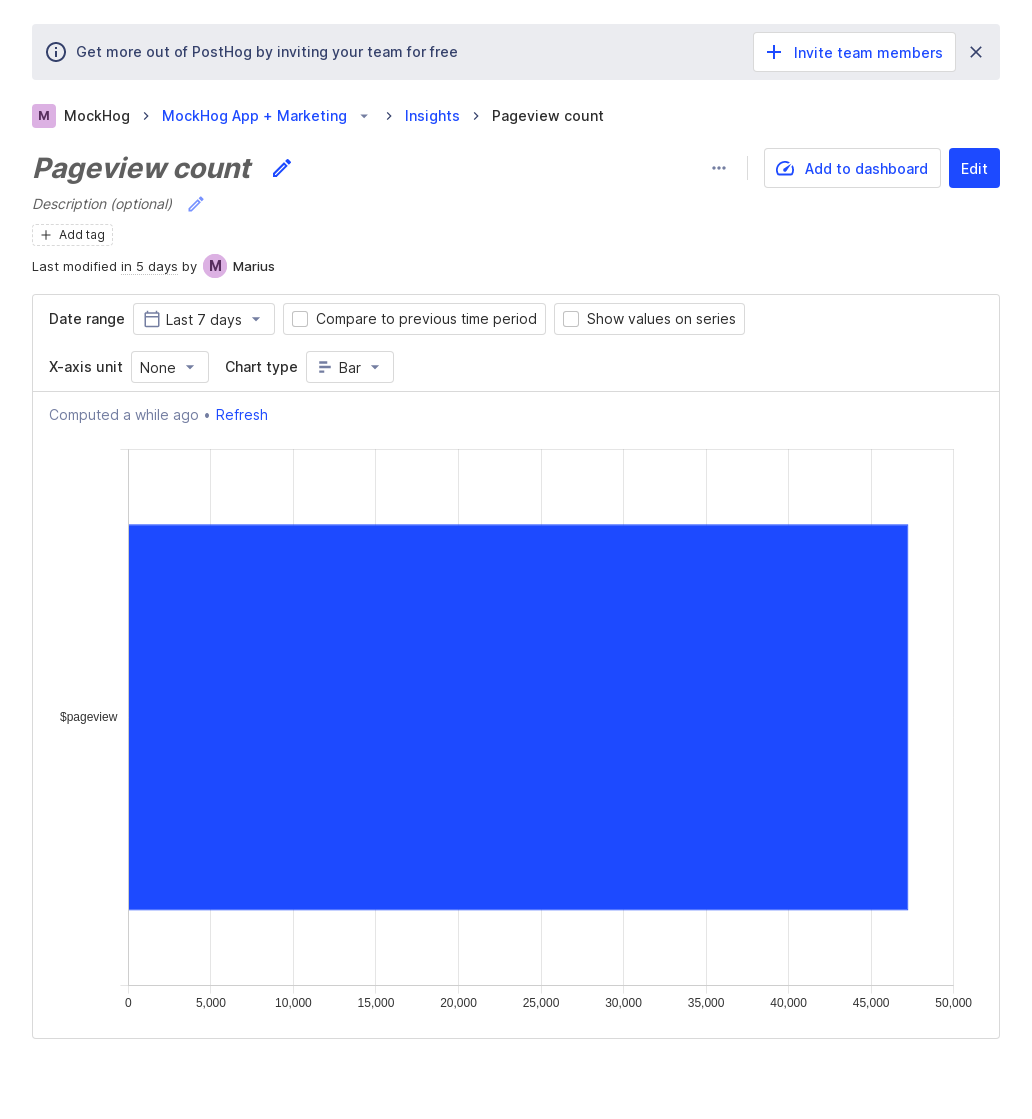 Get more out of PostHog by inviting your team for free
Invite team members
M MockHog MockHog App + Marketing Insights Pageview count
Pageview count
Add to dashboard Edit
Description (optional)
Add tag
Last modified in 5 days by M Marius
Date range Last 7 days Compare to previous time period Show values on series
X-axis unit None Chart type Bar
Computed a while ago • Refresh
$pageview
0 5,000 10,000 15,000 20,000 25,000 30,000 35,000 40,000 45,000 50,000